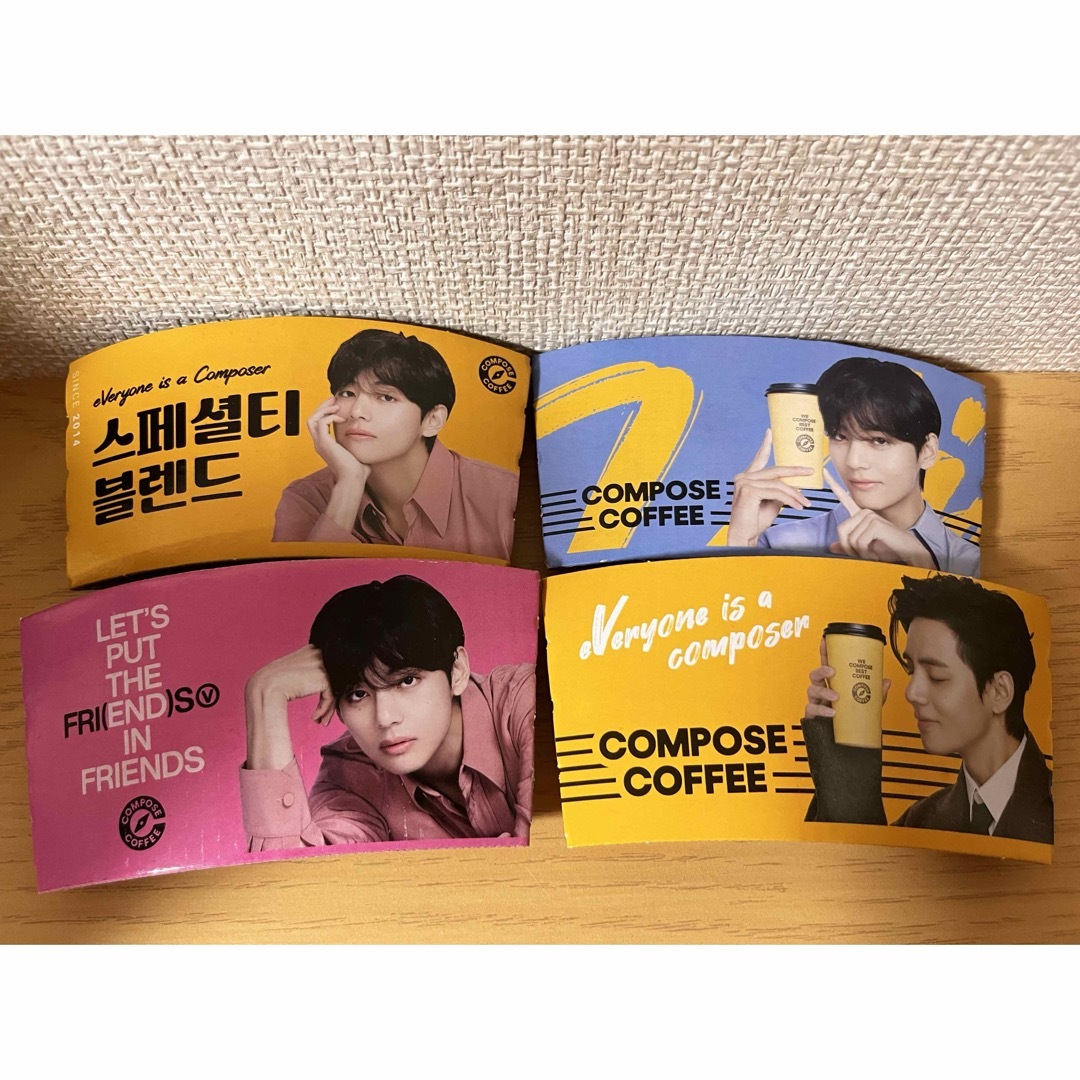 SINCE 2014
eVeryone is a Composer
스페셜티
블렌드
COMPOSE
COFFEE
WE
COMPOSE
BEST
COFFEE
COMPOSE
COFFEE
LET'S
PUT
THE
FRI(END)S V
IN
FRIENDS
COMPOSE
COFFEE
eVeryone is a
composer
WE
COMPOSE
BEST
COFFEE
COMPOSE
COFFEE